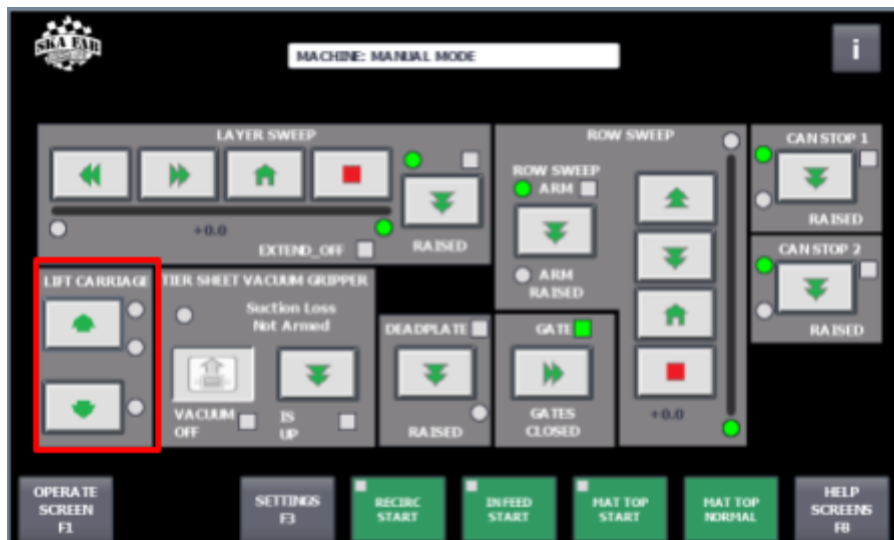 SKA FAB
MACHINE: MANUAL MODE
i
LAYER SWEEP
+0.0
EXTEND_OFF
RAISED
ROW SWEEP
ROW SWEEP
ARM
ARM
RAISED
+0.0
CAN STOP 1
RAISED
CAN STOP 2
RAISED
LIFT CARRIAGE
TIER SHEET VACUUM GRIPPER
Suction Loss
Not Armed
VACUUM
OFF
IS
UP
DEADPLATE
RAISED
GATE
GATES
CLOSED
OPERATE
SCREEN
F1
SETTINGS
F3
RECIRC
START
INFEED
START
MAT TOP
START
MAT TOP
NORMAL
HELP
SCREENS
F8